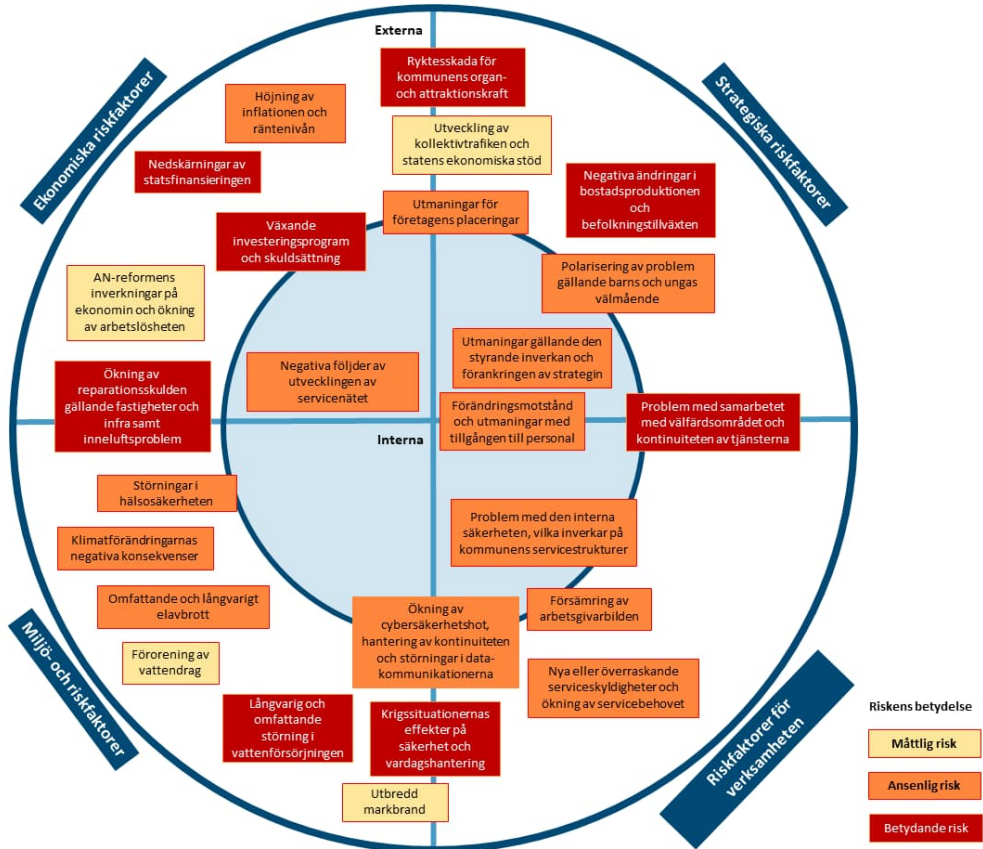 Externa
Ryktesskada för
kommunens organ-
och attraktionskraft
Ekonomiska riskfaktorer
Strategiska riskfaktorer
Höjning av
inflationen och
räntenivån
Utveckling av
kollektivtrafiken och
statens ekonomiska stöd
Nedskärningar av
statsfinansieringen
Negativa ändringar i
bostadsproduktionen
och
befolkningstillväxten
Utmaningar för
företagens placeringar
Växande
investeringsprogram
och skuldsättning
Polarisering av problem
gällande barns och ungas
välmående
AN-reformens
inverkningar på
ekonomin och ökning
av arbetslösheten
Utmaningar gällande den
styrande inverkan och
förankringen av strategin
Negativa följder av
utvecklingen av
servicenätet
Ökning av
reparationsskulden
gällande fastigheter och
infra samt
inneluftsproblem
Interna
Förändringsmotstånd
och utmaningar med
tillgången till personal
Problem med samarbetet
med välfärdsområdet och
kontinuiteten av tjänsterna
Störningar i
hälsosäkerheten
Problem med den interna
säkerheten, vilka inverkar på
kommunens servicestrukturer
Klimatförändringarnas
negativa konsekvenser
Omfattande och långvarigt
elavbrott
Ökning av
cybersäkerhetshot,
hantering av kontinuiteten
och störningar i data-
kommunikationerna
Försämring av
arbetsgivarbilden
Miljö- och riskfaktorer
Förorening av
vattendrag
Nya eller överraskande
serviceskyldigheter och
ökning av servicebehovet
Långvarig och
omfattande
störning i
vattenförsörjningen
Krigssituationernas
effekter på
säkerhet och
vardagshantering
Riskfaktorer för
verksamheten
Utbredd
markbrand
Riskens betydelse
Måttlig risk
Ansenlig risk
Betydande risk